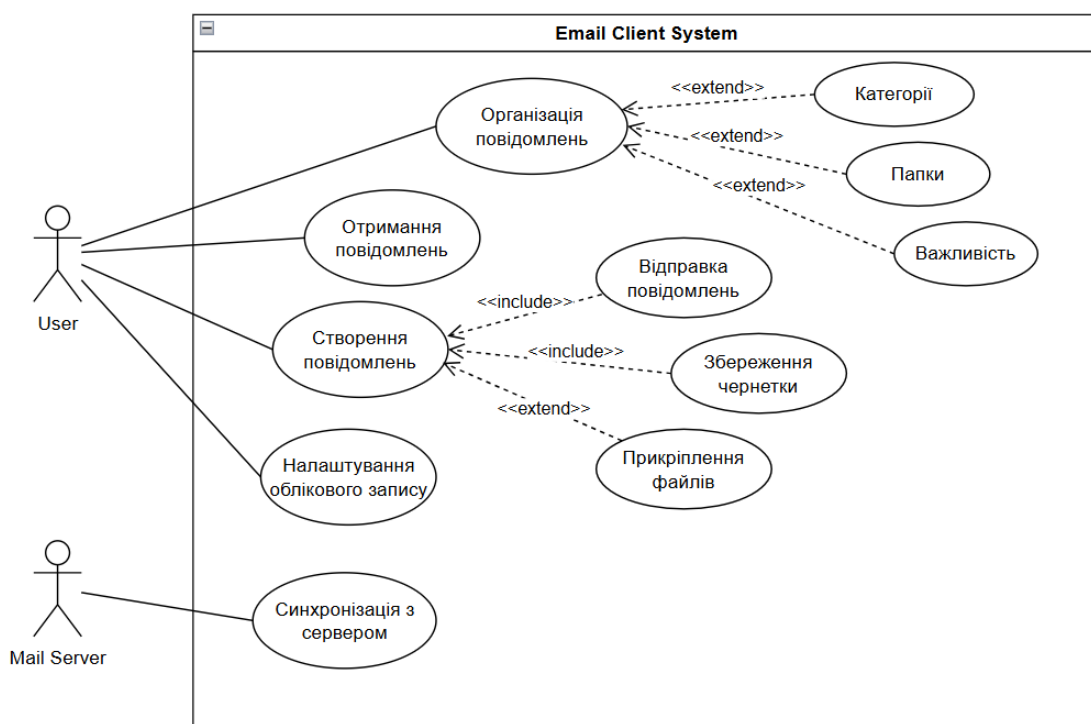 Email Client System
<<extend>>
Категорії
Організація
повідомлень
<<extend>>
Папки
<<extend>>
Отримання
повідомлень
Важливість
User
Відправка
повідомлень
<<include>>
Створення
повідомлень
<<include>>
Збереження
чернетки
<<extend>>
Прикріплення
файлів
Налаштування
облікового запису
Синхронізація з
сервером
Mail Server